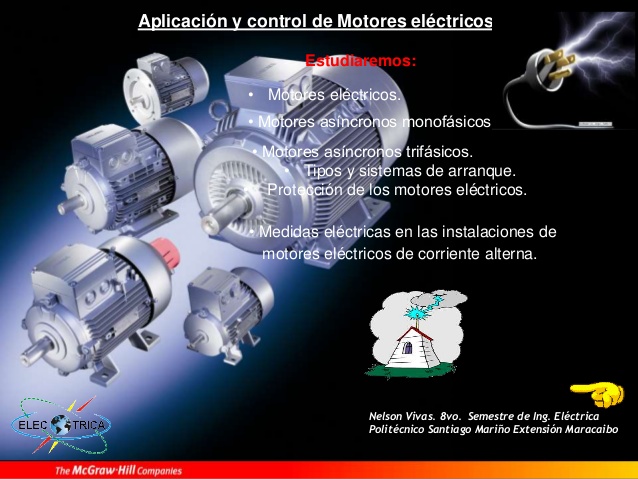 Aplicación y control de Motores eléctricos
Estudiaremos:
• Motores eléctricos.
• Motores asíncronos monofásicos
• Motores asíncronos trifásicos.
• Tipos y sistemas de arranque.
Protección de los motores eléctricos.
• Medidas eléctricas en las instalaciones de
motores eléctricos de corriente alterna.
Nelson Vivas. 8vo. Semestre de Ing. Eléctrica
Politécnico Santiago Mariño Extensión Maracaibo
ELEC TRICA
The McGraw·Hill Companies